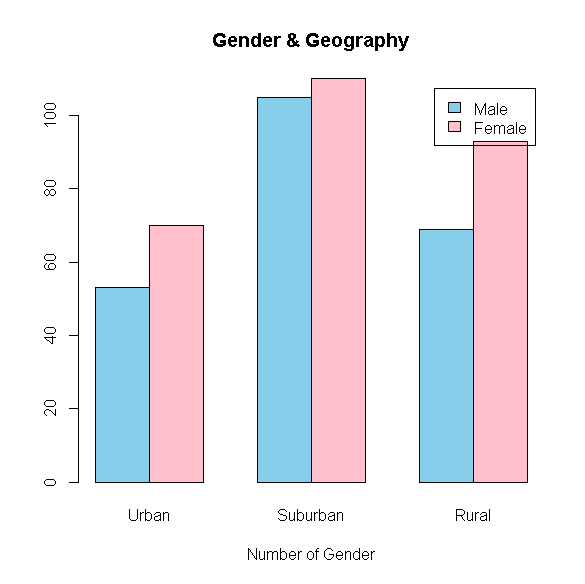 Gender & Geography
Male
Female
100
80
60
40
20
0
Urban Suburban Rural
Number of Gender